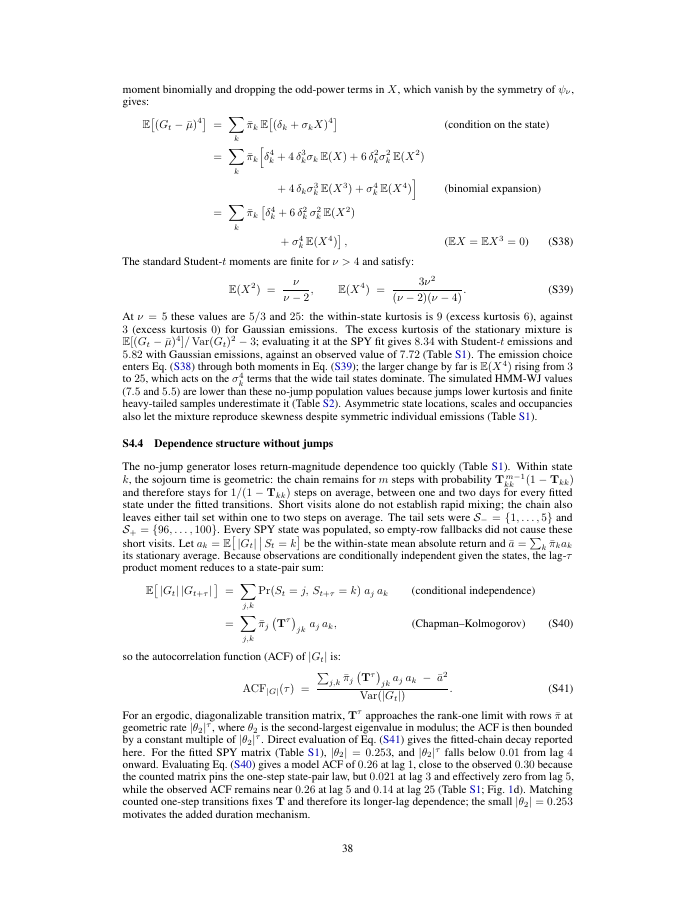 moment binomially and dropping the odd-power terms in X, which vanish by the symmetry of ψ_ν,
gives:
𝔼[(G_t − μ̄)^4] = ∑_k π̄_k 𝔼[(δ_k + σ_k X)^4] (condition on the state)
= ∑_k π̄_k [δ_k^4 + 4 δ_k^3 σ_k 𝔼(X) + 6 δ_k^2 σ_k^2 𝔼(X^2)
+ 4 δ_k σ_k^3 𝔼(X^3) + σ_k^4 𝔼(X^4)] (binomial expansion)
= ∑_k π̄_k [δ_k^4 + 6 δ_k^2 σ_k^2 𝔼(X^2)
+ σ_k^4 𝔼(X^4)] , (𝔼X = 𝔼X^3 = 0) (S38)
The standard Student-t moments are finite for ν > 4 and satisfy:
𝔼(X^2) = ν / (ν − 2), 𝔼(X^4) = 3ν^2 / ((ν − 2)(ν − 4)). (S39)
At ν = 5 these values are 5/3 and 25: the within-state kurtosis is 9 (excess kurtosis 6), against
3 (excess kurtosis 0) for Gaussian emissions. The excess kurtosis of the stationary mixture is
𝔼[(G_t − μ̄)^4]/ Var(G_t)^2 − 3; evaluating it at the SPY fit gives 8.34 with Student-t emissions and
5.82 with Gaussian emissions, against an observed value of 7.72 (Table S1). The emission choice
enters Eq. (S38) through both moments in Eq. (S39); the larger change by far is 𝔼(X^4) rising from 3
to 25, which acts on the σ_k^4 terms that the wide tail states dominate. The simulated HMM-WJ values
(7.5 and 5.5) are lower than these no-jump population values because jumps lower kurtosis and finite
heavy-tailed samples underestimate it (Table S2). Asymmetric state locations, scales and occupancies
also let the mixture reproduce skewness despite symmetric individual emissions (Table S1).
S4.4 Dependence structure without jumps
The no-jump generator loses return-magnitude dependence too quickly (Table S1). Within state
k, the sojourn time is geometric: the chain remains for m steps with probability T_kk^{m−1}(1 − T_kk)
and therefore stays for 1/(1 − T_kk) steps on average, between one and two days for every fitted
state under the fitted transitions. Short visits alone do not establish rapid mixing; the chain also
leaves either tail set within one to two steps on average. The tail sets were S_− = {1, . . . , 5} and
S_+ = {96, . . . , 100}. Every SPY state was populated, so empty-row fallbacks did not cause these
short visits. Let a_k = 𝔼[ |G_t| | S_t = k] be the within-state mean absolute return and ā = ∑_k π̄_k a_k
its stationary average. Because observations are conditionally independent given the states, the lag-τ
product moment reduces to a state-pair sum:
𝔼[ |G_t| |G_{t+τ}| ] = ∑_{j,k} Pr(S_t = j, S_{t+τ} = k) a_j a_k (conditional independence)
= ∑_{j,k} π̄_j (T^τ)_{jk} a_j a_k, (Chapman–Kolmogorov) (S40)
so the autocorrelation function (ACF) of |G_t| is:
ACF_{|G|}(τ) = (∑_{j,k} π̄_j (T^τ)_{jk} a_j a_k − ā^2) / Var(|G_t|). (S41)
For an ergodic, diagonalizable transition matrix, T^τ approaches the rank-one limit with rows π̄ at
geometric rate |θ_2|^τ, where θ_2 is the second-largest eigenvalue in modulus; the ACF is then bounded
by a constant multiple of |θ_2|^τ. Direct evaluation of Eq. (S41) gives the fitted-chain decay reported
here. For the fitted SPY matrix (Table S1), |θ_2| = 0.253, and |θ_2|^τ falls below 0.01 from lag 4
onward. Evaluating Eq. (S40) gives a model ACF of 0.26 at lag 1, close to the observed 0.30 because
the counted matrix pins the one-step state-pair law, but 0.021 at lag 3 and effectively zero from lag 5,
while the observed ACF remains near 0.26 at lag 5 and 0.14 at lag 25 (Table S1; Fig. 1d). Matching
counted one-step transitions fixes T and therefore its longer-lag dependence; the small |θ_2| = 0.253
motivates the added duration mechanism.
38